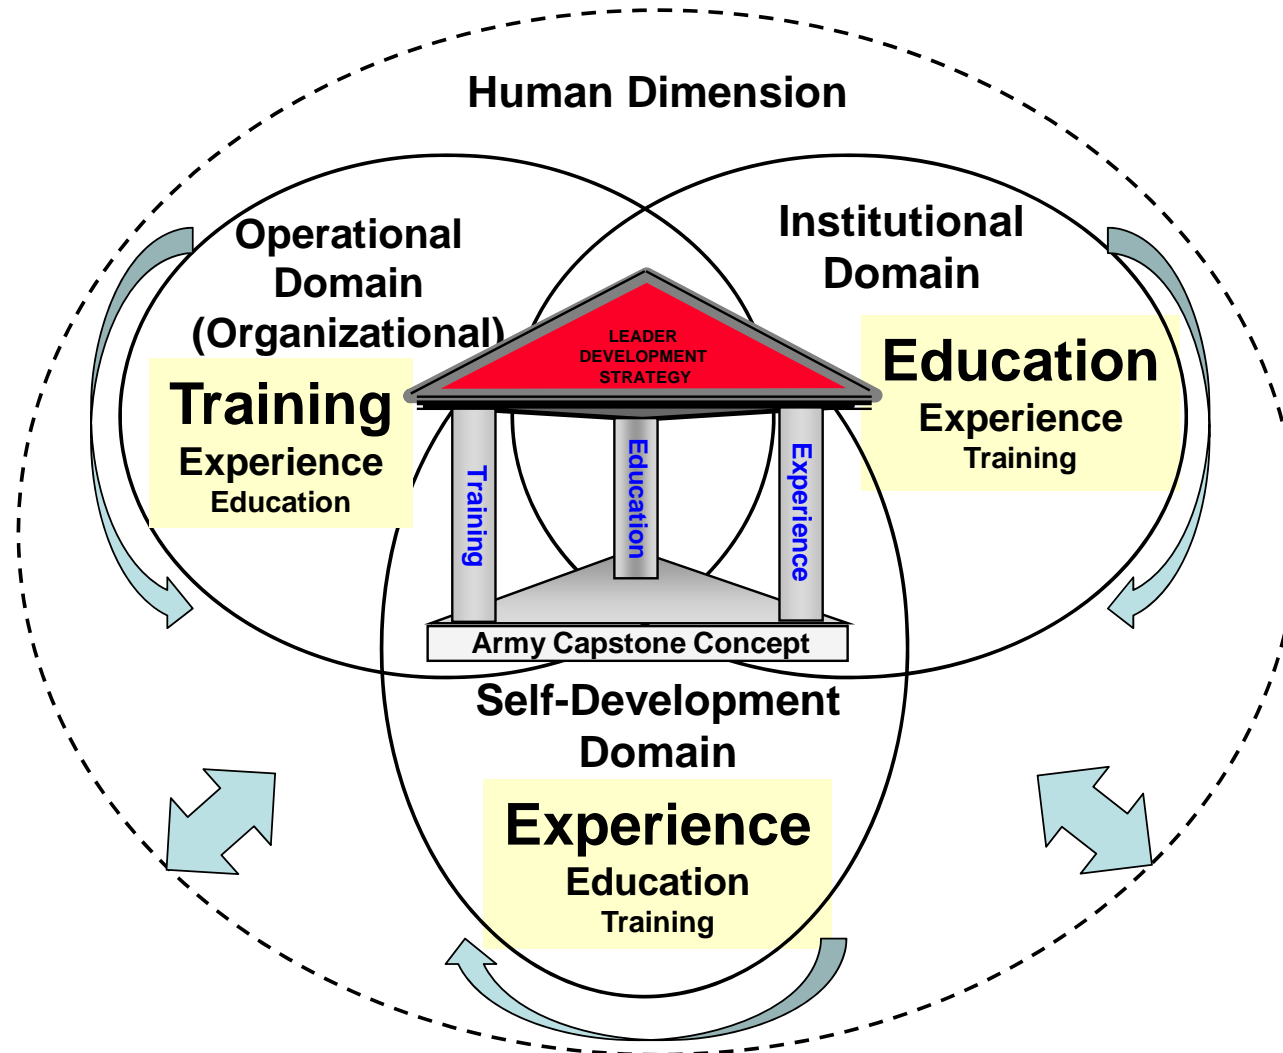 Human Dimension
Operational
Domain
(Organizational)
Training
Experience
Education
Institutional
Domain
Education
Experience
Training
LEADER
DEVELOPMENT
STRATEGY
Training
Education
Experience
Army Capstone Concept
Self-Development
Domain
Experience
Education
Training